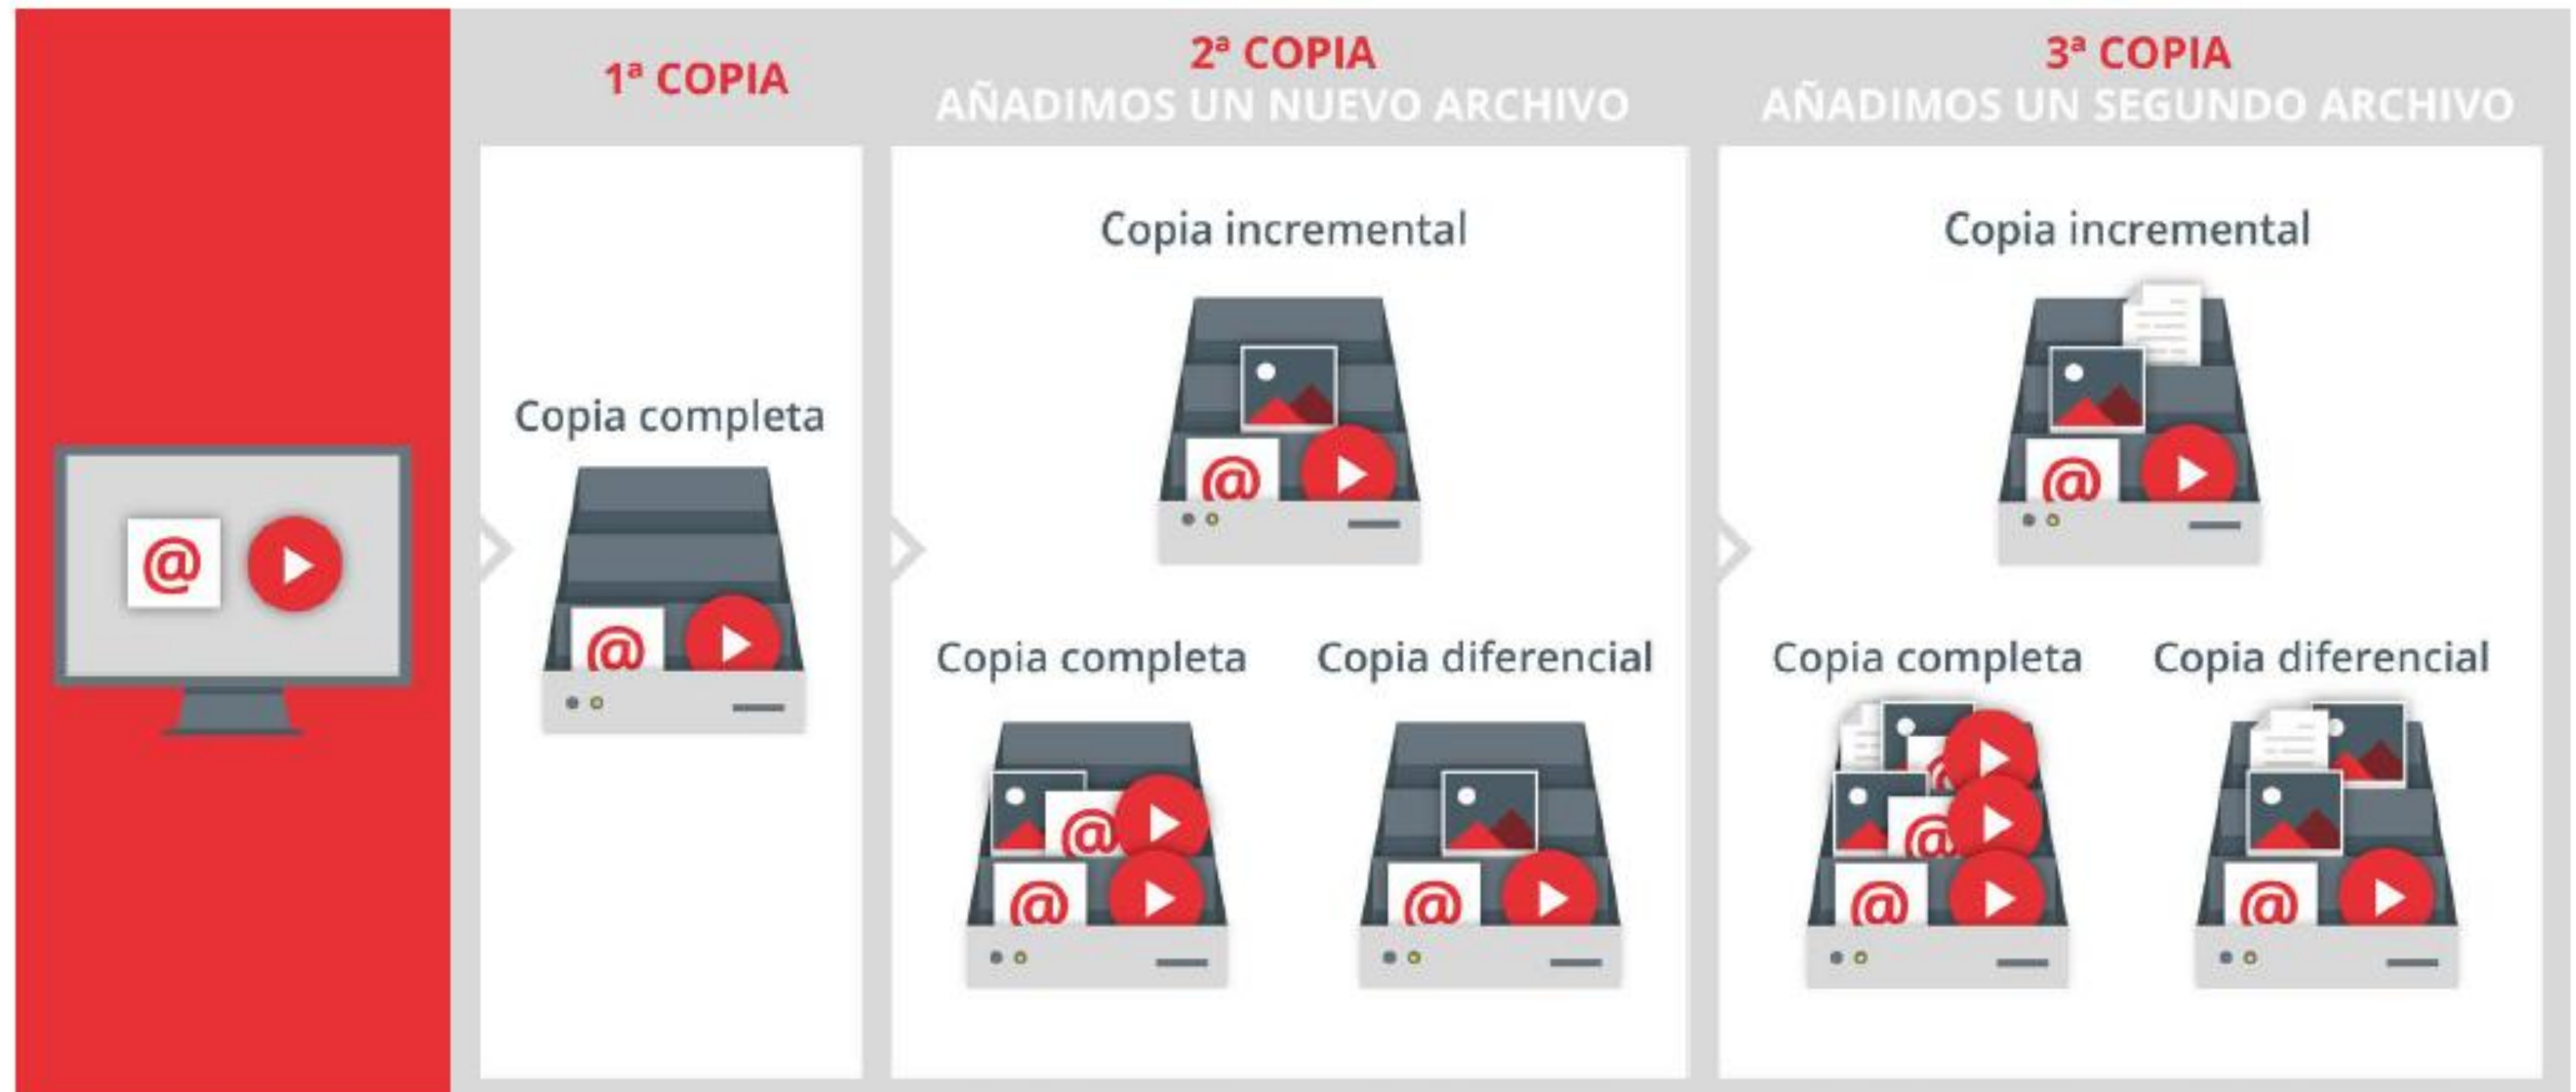 1ª COPIA
2ª COPIA
AÑADIMOS UN NUEVO ARCHIVO
3ª COPIA
AÑADIMOS UN SEGUNDO ARCHIVO
@
Copia completa
@
Copia incremental
@
Copia completa
@
@
Copia diferencial
@
Copia incremental
@
Copia completa
@
@
@
Copia diferencial
@